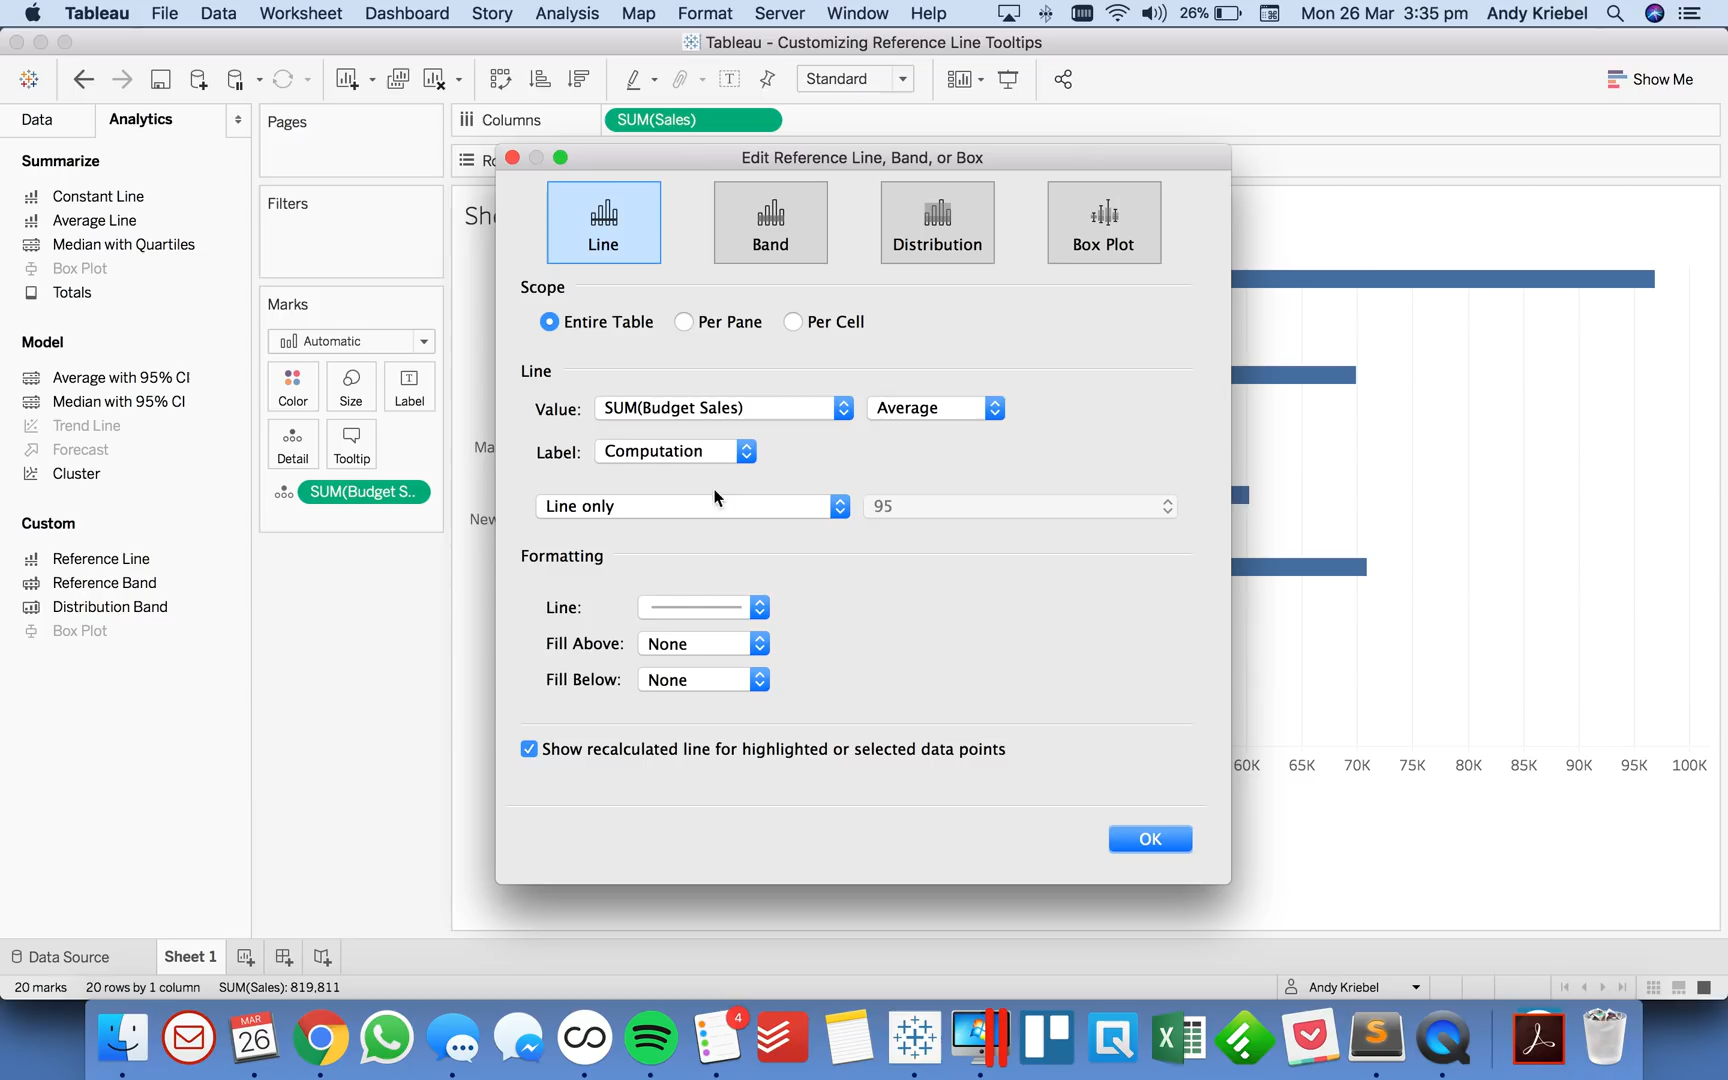 Tableau File Data Worksheet Dashboard Story Analysis Map Format Server Window Help 26% Mon 26 Mar 3:35 pm Andy Kriebel
Tableau - Customizing Reference Line Tooltips
Standard Show Me
Data Analytics
Summarize
Constant Line
Average Line
Median with Quartiles
Box Plot
Totals
Model
Average with 95% CI
Median with 95% CI
Trend Line
Forecast
Cluster
Custom
Reference Line
Reference Band
Distribution Band
Box Plot
Pages
Filters
Marks
Automatic
Color Size Label
Detail Tooltip
SUM(Budget S..
Columns SUM(Sales)
Ro
She
Ma
New
Edit Reference Line, Band, or Box
Line Band Distribution Box Plot
Scope
Entire Table Per Pane Per Cell
Line
Value: SUM(Budget Sales) Average
Label: Computation
Line only 95
Formatting
Line:
Fill Above: None
Fill Below: None
Show recalculated line for highlighted or selected data points
OK
60K 65K 70K 75K 80K 85K 90K 95K 100K
Data Source Sheet 1
20 marks 20 rows by 1 column SUM(Sales): 819,811 Andy Kriebel
MAR
26
4